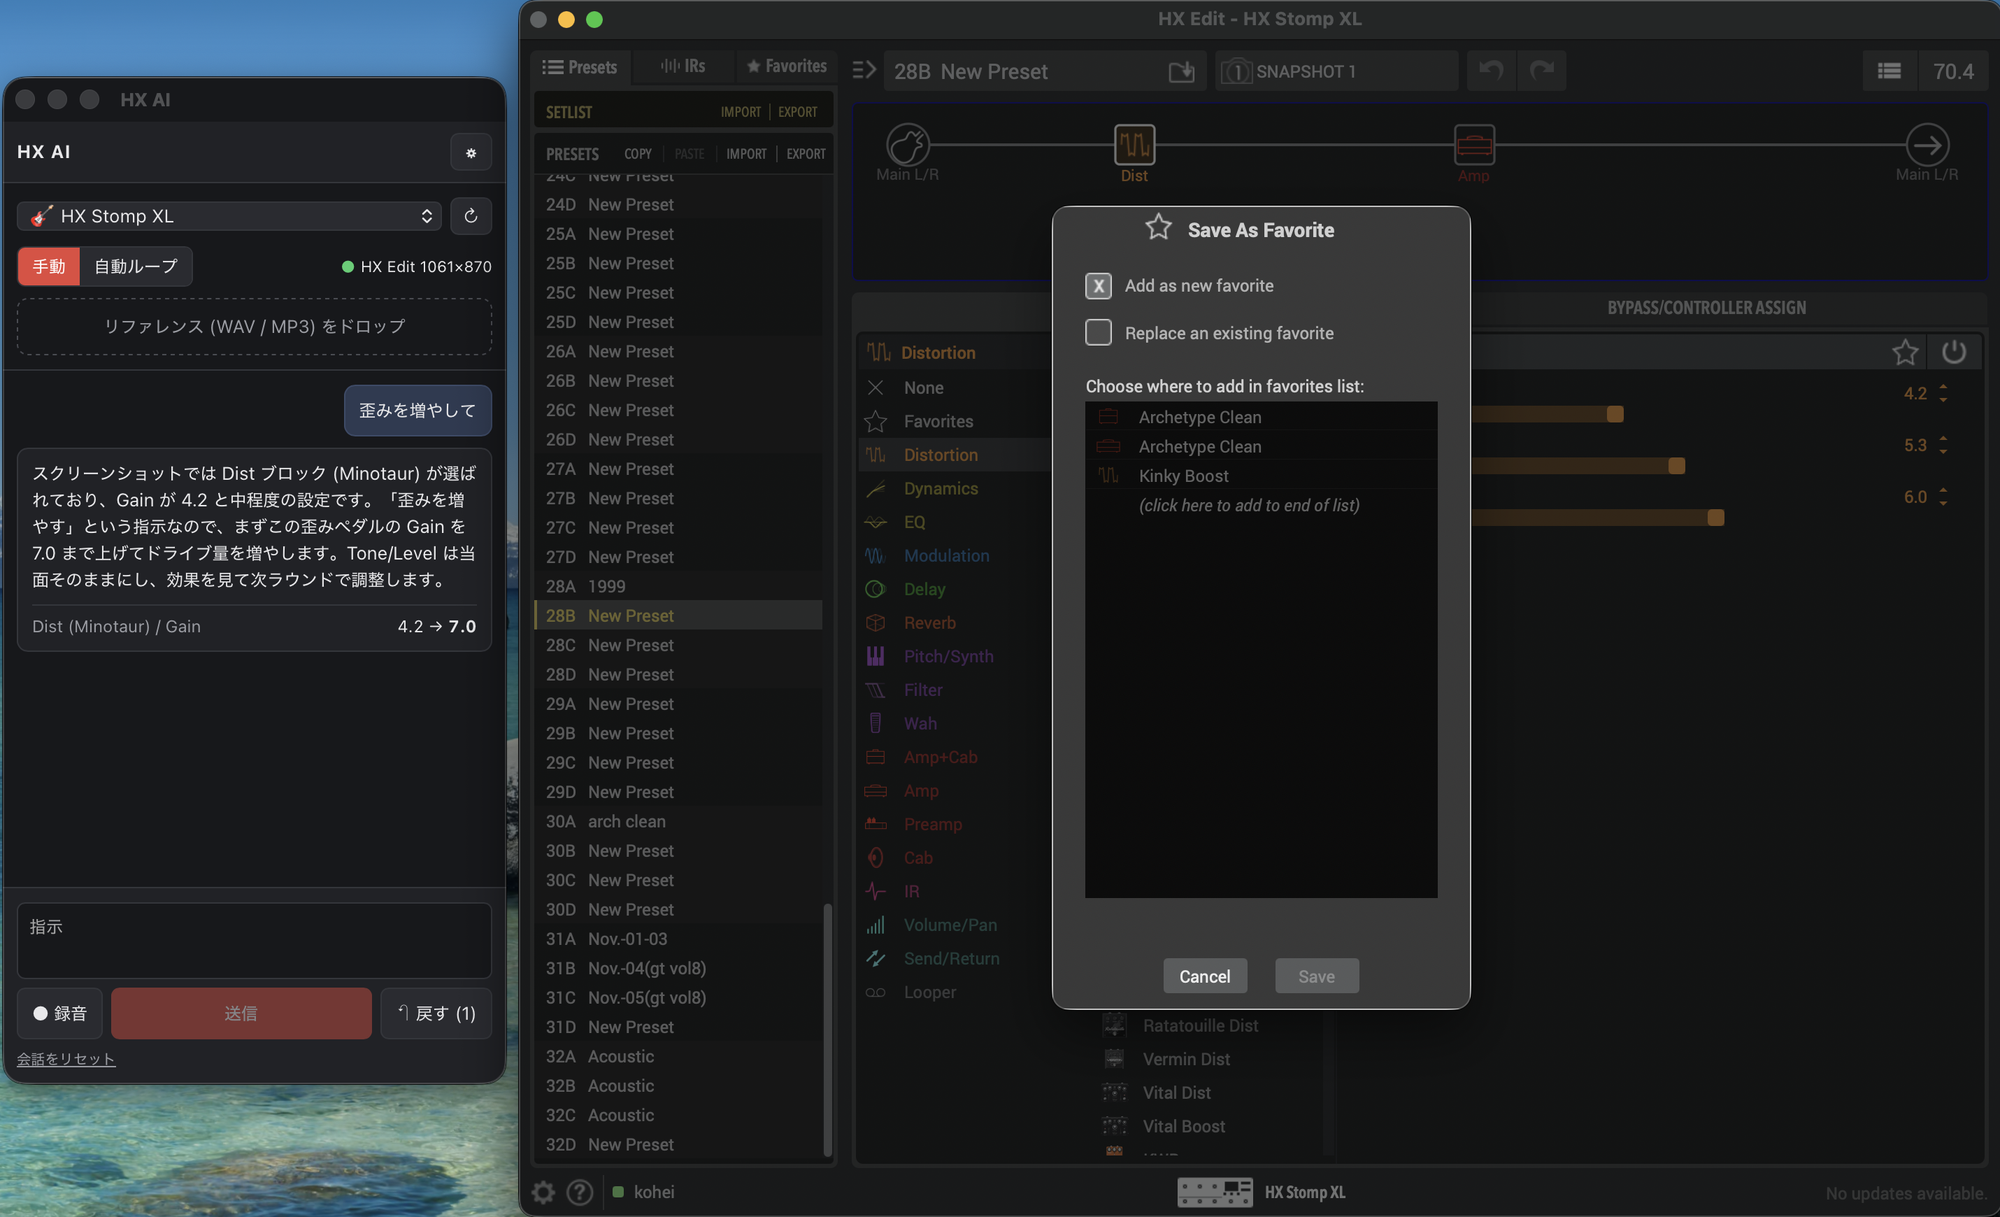 HX AI
HX AI
HX Stomp XL
手動
自動ループ
HX Edit 1061×870
リファレンス (WAV / MP3) をドロップ
歪みを増やして
スクリーンショットでは Dist ブロック (Minotaur) が選ば
れており、Gain が 4.2 と中程度の設定です。「歪みを増
やす」という指示なので、まずこの歪みペダルの Gain を
7.0 まで上げてドライブ量を増やします。Tone/Level は当
面そのままにし、効果を見て次ラウンドで調整します。
Dist (Minotaur) / Gain 4.2 → 7.0
指示
録音
送信
戻す (1)
会話をリセット
HX Edit - HX Stomp XL
Presets
IRs
Favorites
28B New Preset
1
SNAPSHOT 1
70.4
SETLIST IMPORT | EXPORT
PRESETS COPY | PASTE | IMPORT | EXPORT
24C New Preset
24D New Preset
25A New Preset
25B New Preset
25C New Preset
25D New Preset
26A New Preset
26B New Preset
26C New Preset
26D New Preset
27A New Preset
27B New Preset
27C New Preset
27D New Preset
28A 1999
28B New Preset
28C New Preset
28D New Preset
29A New Preset
29B New Preset
29C New Preset
29D New Preset
30A arch clean
30B New Preset
30C New Preset
30D New Preset
31A Nov.-01-03
31B Nov.-04(gt vol8)
31C Nov.-05(gt vol8)
31D New Preset
32A Acoustic
32B Acoustic
32C Acoustic
32D New Preset
Main L/R
Dist
Amp
Main L/R
BYPASS/CONTROLLER ASSIGN
Distortion
None
Favorites
Distortion
Dynamics
EQ
Modulation
Delay
Reverb
Pitch/Synth
Filter
Wah
Amp+Cab
Amp
Preamp
Cab
IR
Volume/Pan
Send/Return
Looper
Ratatouille Dist
Vermin Dist
Vital Dist
Vital Boost
4.2
5.3
6.0
Save As Favorite
X Add as new favorite
Replace an existing favorite
Choose where to add in favorites list:
Archetype Clean
Archetype Clean
Kinky Boost
(click here to add to end of list)
Cancel
Save
kohei
HX Stomp XL
No updates available.